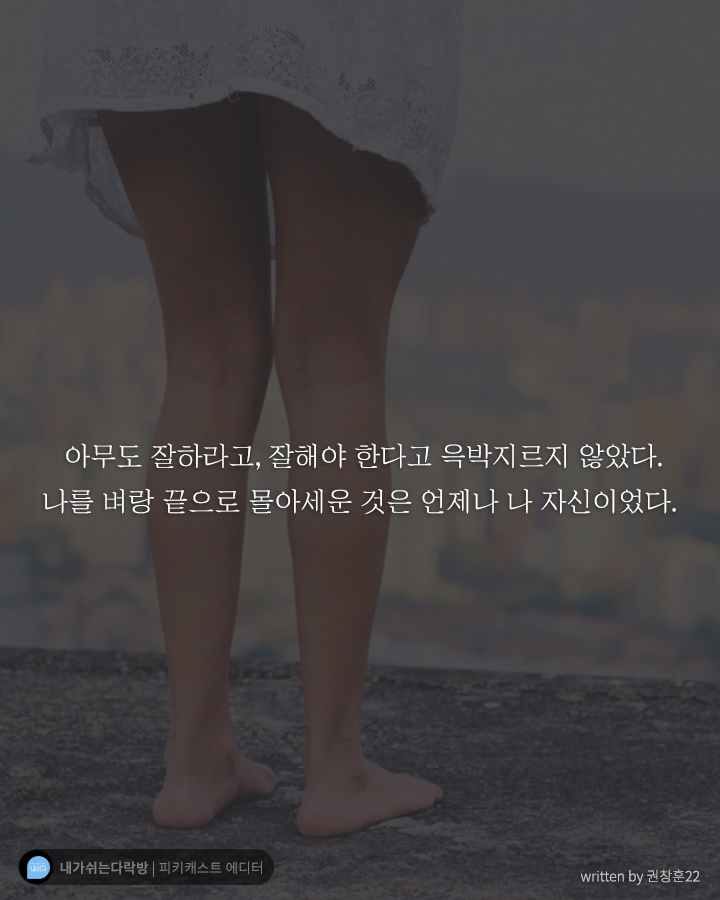 아무도 잘하라고, 잘해야 한다고 윽박지르지 않았다.
나를 벼랑 끝으로 몰아세운 것은 언제나 나 자신이었다.
내가쉬는다락방 | 피키캐스트 에디터
written by 권창훈22